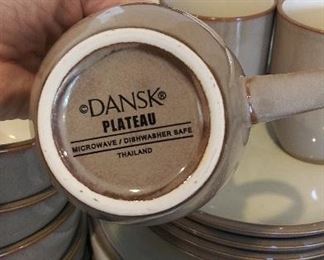 ©DANSK®
PLATEAU
MICROWAVE / DISHWASHER SAFE
THAILAND